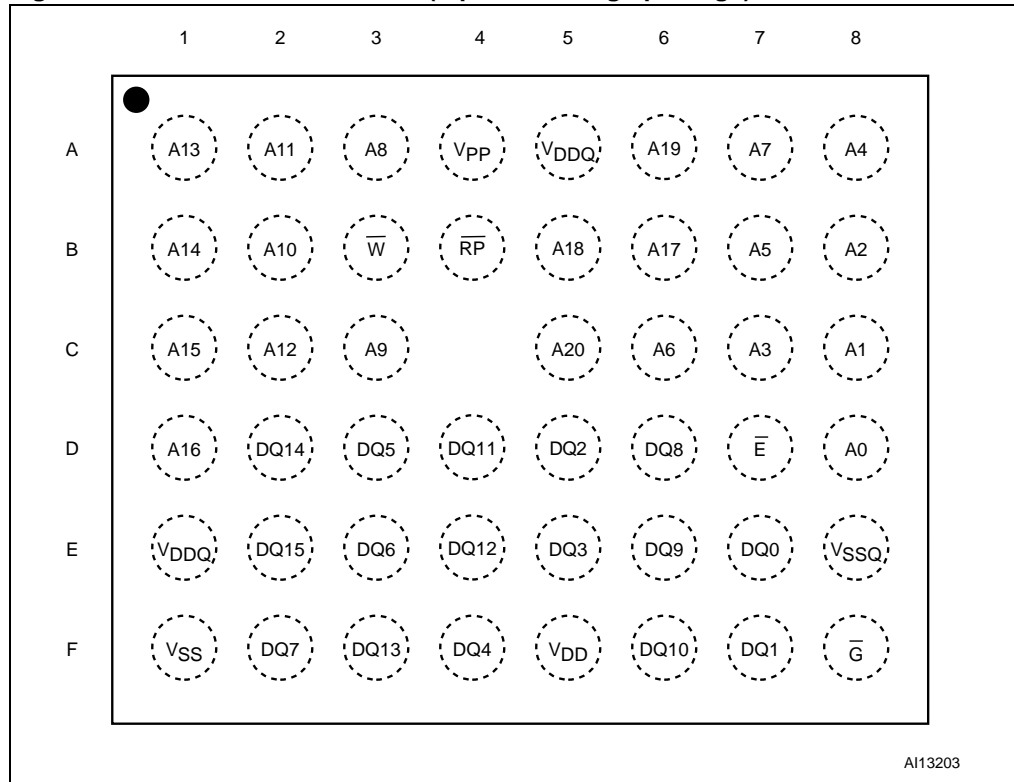 1 2 3 4 5 6 7 8
A A13 A11 A8 VPP VDDQ A19 A7 A4
B A14 A10 W̅ R̅P̅ A18 A17 A5 A2
C A15 A12 A9 A20 A6 A3 A1
D A16 DQ14 DQ5 DQ11 DQ2 DQ8 E̅ A0
E VDDQ DQ15 DQ6 DQ12 DQ3 DQ9 DQ0 VSSQ
F VSS DQ7 DQ13 DQ4 VDD DQ10 DQ1 G̅
AI13203